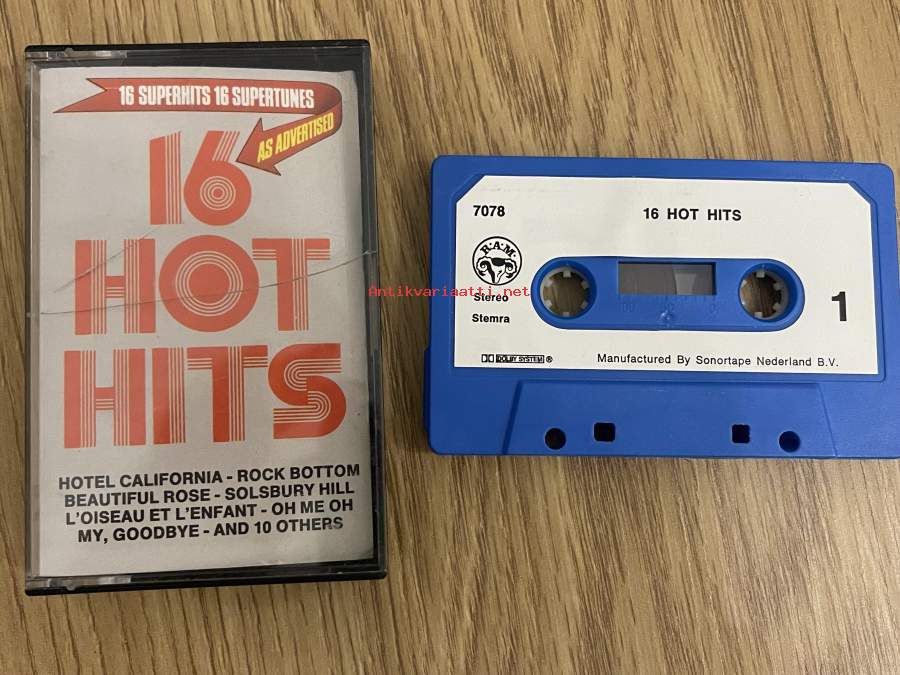 16 SUPERHITS 16 SUPERTUNES
AS ADVERTISED
16
HOT
HITS
HOTEL CALIFORNIA - ROCK BOTTOM
BEAUTIFUL ROSE - SOLSBURY HILL
L'OISEAU ET L'ENFANT - OH ME OH
MY, GOODBYE - AND 10 OTHERS
7078
16 HOT HITS
R.A.M.
Antikvariaatti.net
Stereo
Stemra
1
DOLBY SYSTEM ®
Manufactured By Sonortape Nederland B.V.